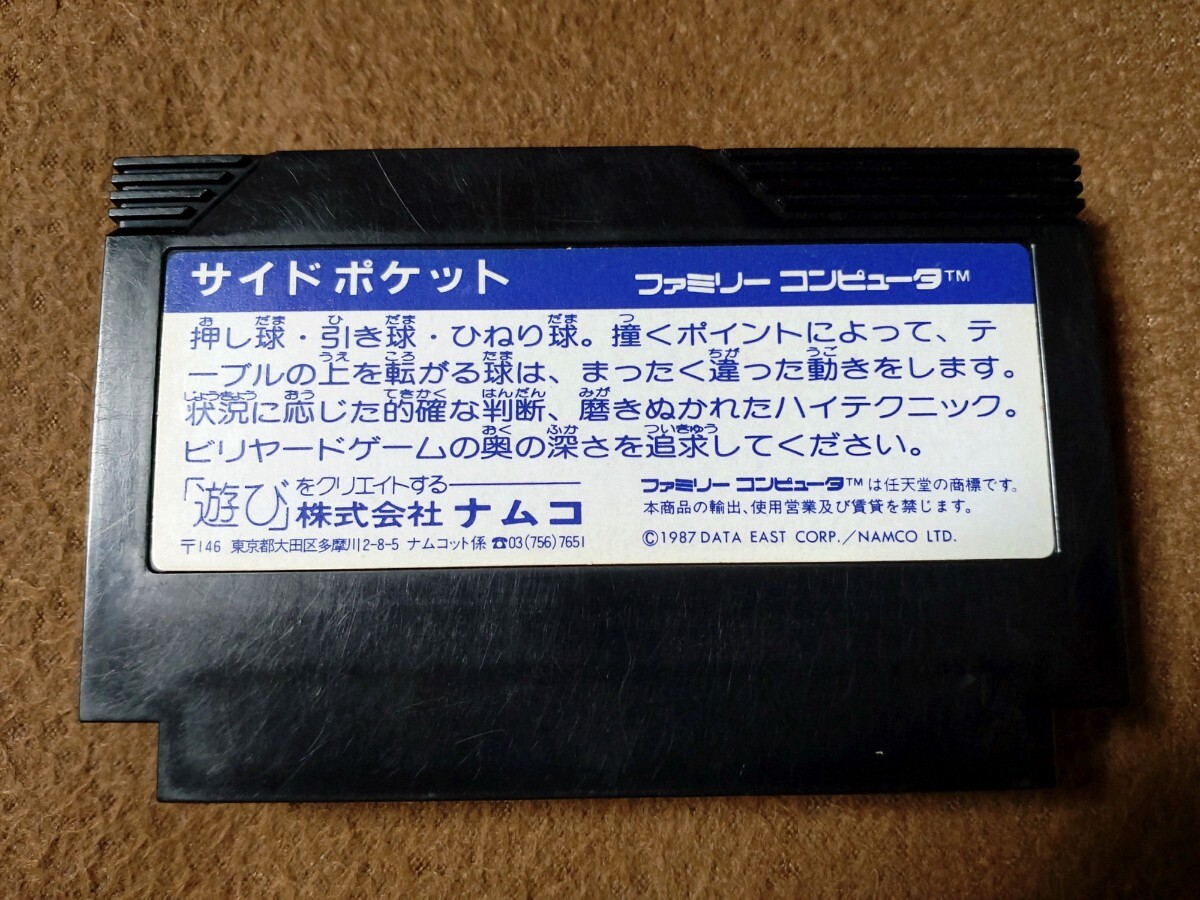 サイドポケット ファミリー コンピュータ™
押し球・引き球・ひねり球。撞くポイントによって、テ
ーブルの上を転がる球は、まったく違った動きをします。
状況に応じた的確な判断、磨きぬかれたハイテクニック。
ビリヤードゲームの奥の深さを追求してください。
「遊び」をクリエイトする――
株式会社 ナムコ
〒146 東京都大田区多摩川2-8-5 ナムコット係 ☎03(756)7651
ファミリー コンピュータ™は任天堂の商標です。
本商品の輸出、使用営業及び賃貸を禁じます。
©1987 DATA EAST CORP./NAMCO LTD.